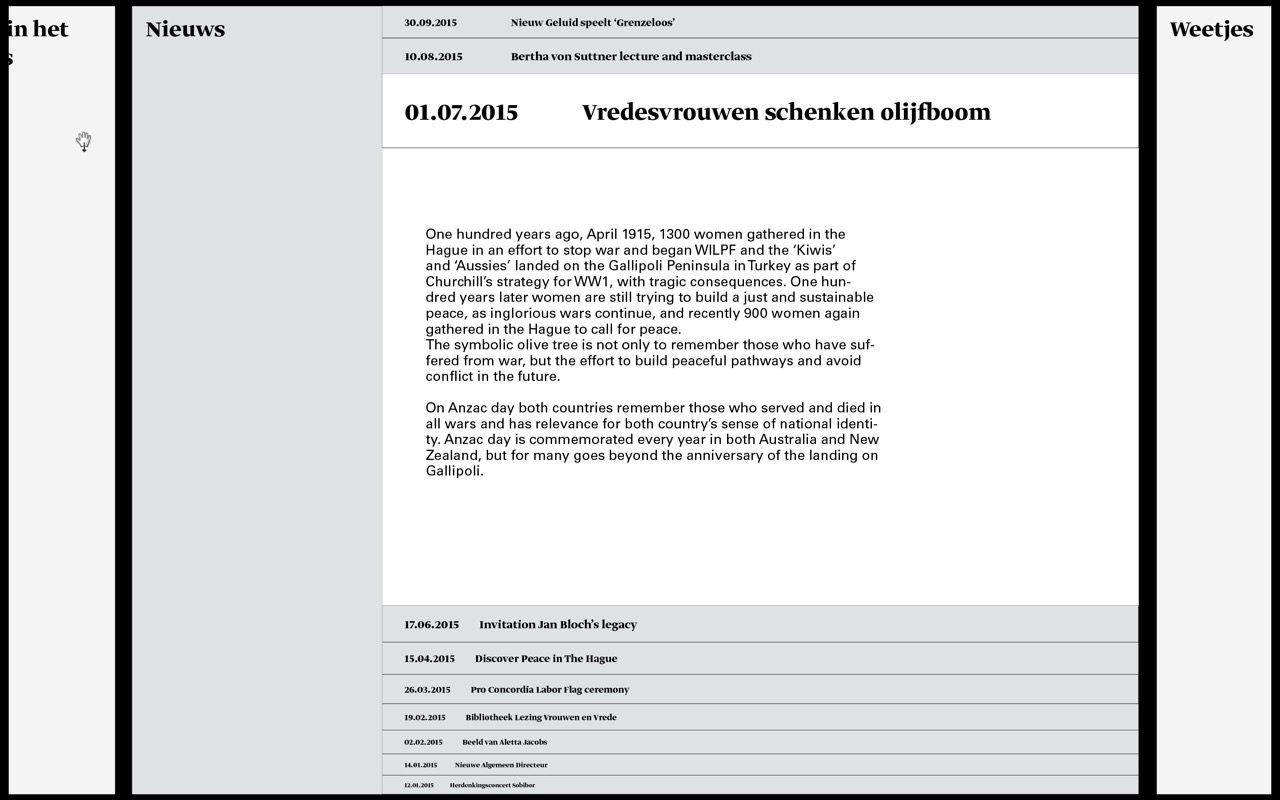 in het
s
Nieuws
30.09.2015 Nieuw Geluid speelt ‘Grenzeloos’
10.08.2015 Bertha von Suttner lecture and masterclass
01.07.2015 Vredesvrouwen schenken olijfboom
One hundred years ago, April 1915, 1300 women gathered in the
Hague in an effort to stop war and began WILPF and the ‘Kiwis’
and ‘Aussies’ landed on the Gallipoli Peninsula in Turkey as part of
Churchill’s strategy for WW1, with tragic consequences. One hun-
dred years later women are still trying to build a just and sustainable
peace, as inglorious wars continue, and recently 900 women again
gathered in the Hague to call for peace.
The symbolic olive tree is not only to remember those who have suf-
fered from war, but the effort to build peaceful pathways and avoid
conflict in the future.
On Anzac day both countries remember those who served and died in
all wars and has relevance for both country’s sense of national identi-
ty. Anzac day is commemorated every year in both Australia and New
Zealand, but for many goes beyond the anniversary of the landing on
Gallipoli.
17.06.2015 Invitation Jan Bloch’s legacy
15.04.2015 Discover Peace in The Hague
26.03.2015 Pro Concordia Labor Flag ceremony
19.02.2015 Bibliotheek Lezing Vrouwen en Vrede
02.02.2015 Beeld van Aletta Jacobs
14.01.2015 Nieuwe Algemeen Directeur
12.01.2015 Herdenkingsconcert Sobibor
Weetjes